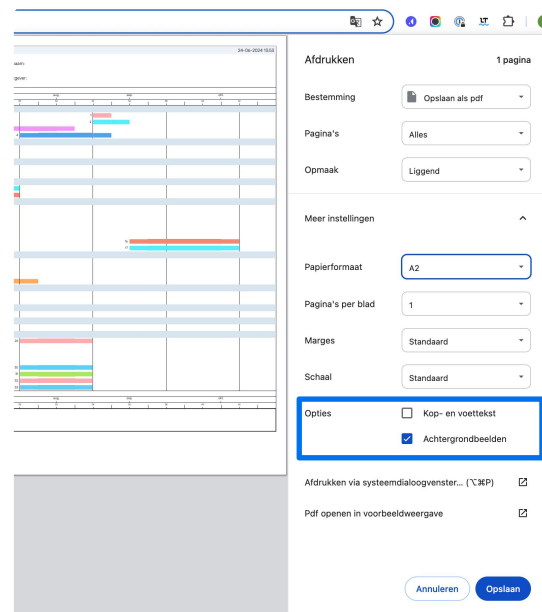 24-06-2024 13:53
Afdrukken
1 pagina
Bestemming
Opslaan als pdf
Pagina's
Alles
Opmaak
Liggend
Meer instellingen
Papierformaat
A2
Pagina's per blad
1
Marges
Standaard
Schaal
Standaard
Opties
Kop- en voettekst
Achtergrondbeelden
Afdrukken via systeemdialoogvenster... (⌥⌘P)
Pdf openen in voorbeeldweergave
Annuleren
Opslaan